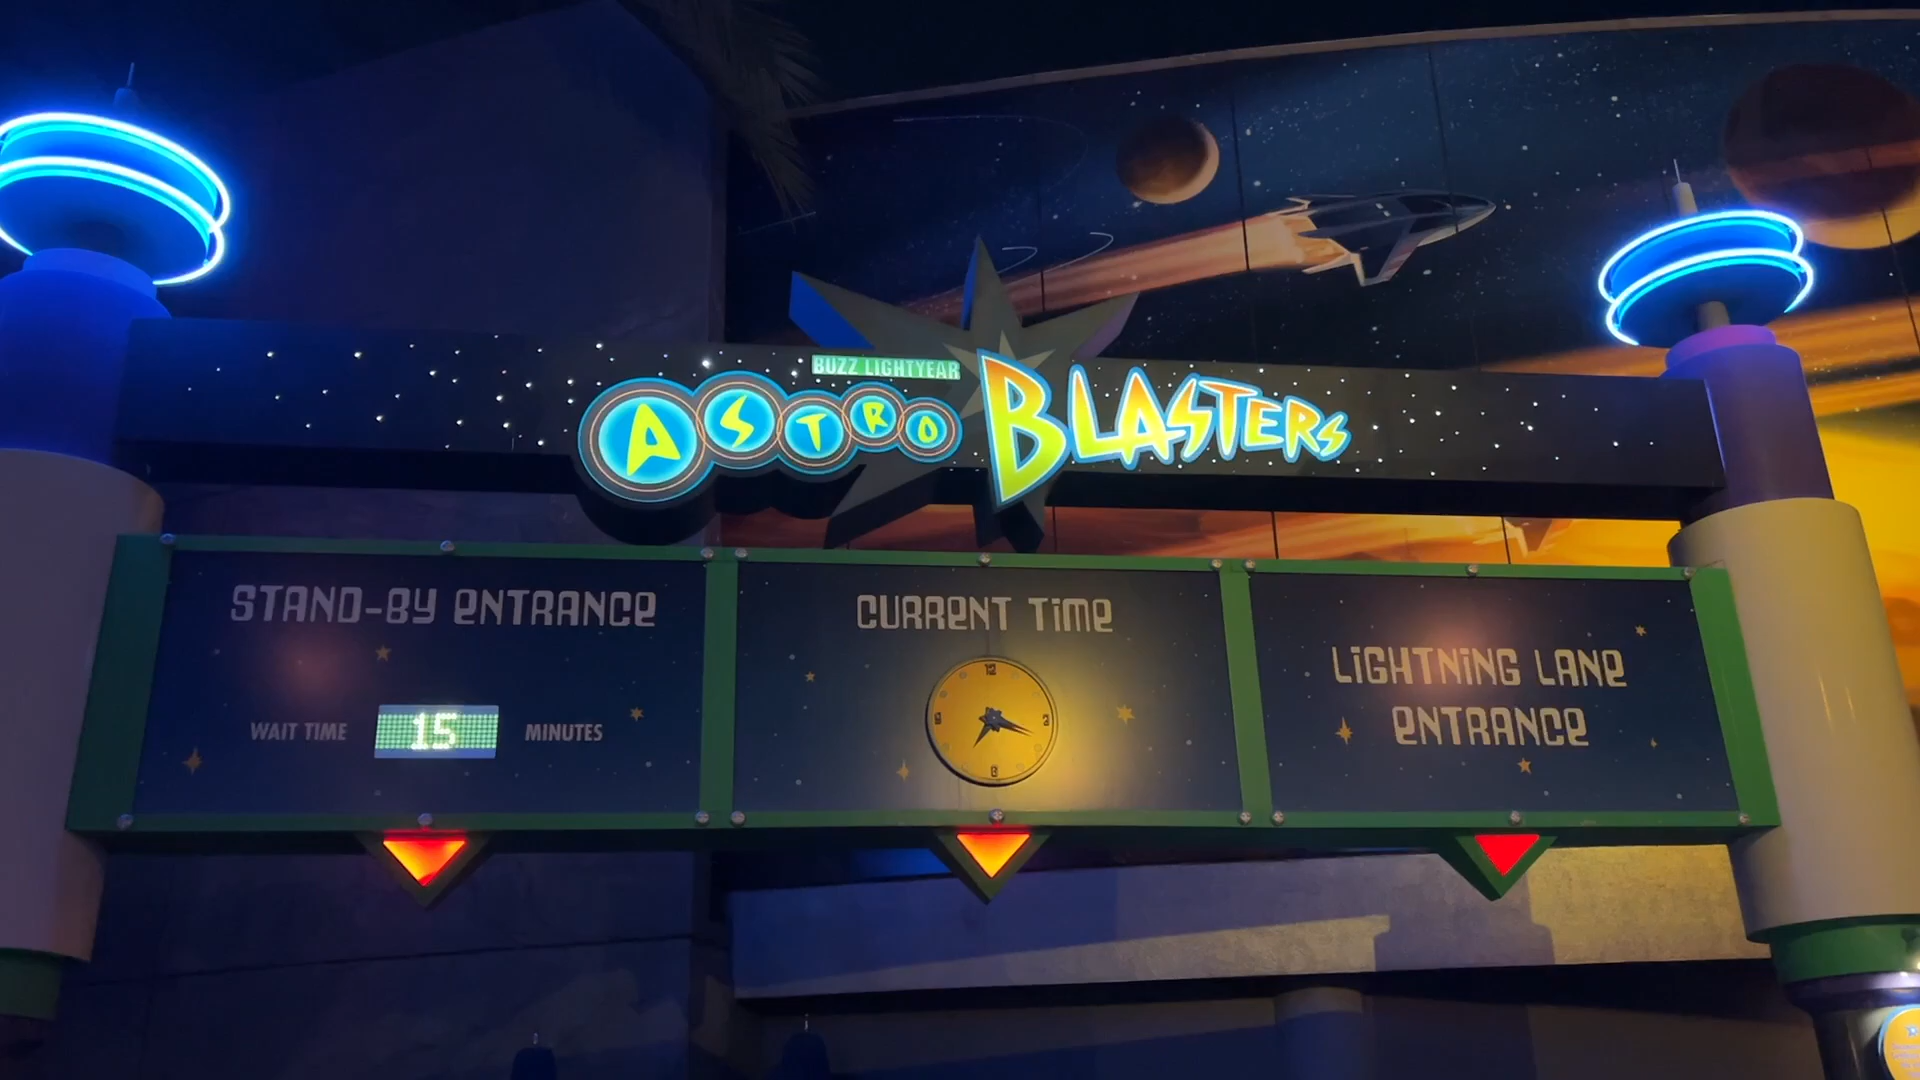 BUZZ LIGHTYEAR
ASTRO BLASTERS
STAND-BY ENTRANCE
WAIT TIME 15 MINUTES
CURRENT TIME
12
3
6
9
LIGHTNING LANE
ENTRANCE